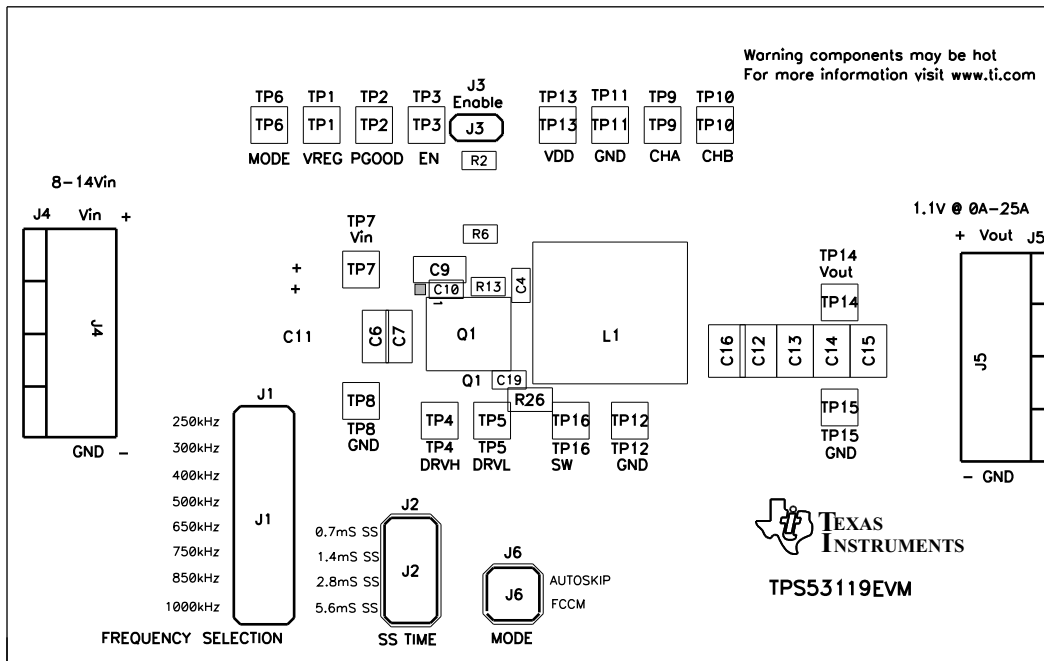 Warning components may be hot
For more information visit www.ti.com
J3
TP6 TP1 TP2 TP3 Enable TP13 TP11 TP9 TP10
TP6 TP1 TP2 TP3 J3 TP13 TP11 TP9 TP10
MODE VREG PGOOD EN VDD GND CHA CHB
R2
8-14Vin
J4 Vin +
1.1V @ 0A-25A
+ Vout J5
TP7
Vin
R6
TP14
Vout
+ TP7 C9
+ C10 R13 C4
1
TP14
J4
C11 C6 C7 Q1 L1
C16 C12 C13 C14 C15
J5
Q1 C19
J1
TP8 R26
TP8
GND
TP4 TP5 TP16 TP12
TP4 TP5 TP16 TP12
DRVH DRVL SW GND
TP15
TP15
GND
GND -
- GND
250kHz
300kHz
400kHz
500kHz
650kHz
750kHz
850kHz
1000kHz
J1
FREQUENCY SELECTION
J2
0.7mS SS
1.4mS SS
2.8mS SS
5.6mS SS
J2
SS TIME
J6
J6
AUTOSKIP
FCCM
MODE
TEXAS
INSTRUMENTS
TPS53119EVM